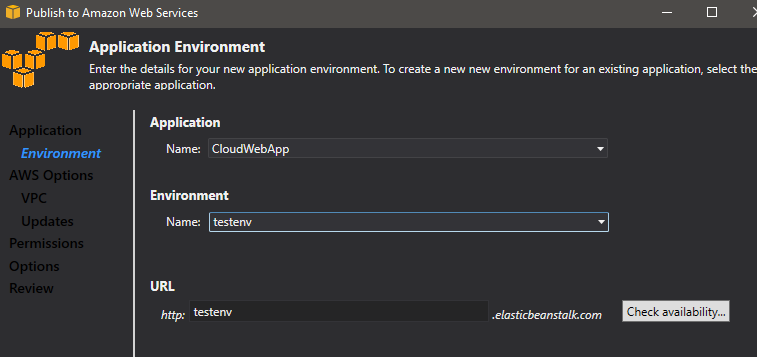 Publish to Amazon Web Services
Application Environment
Enter the details for your new application environment. To create a new new environment for an existing application, select the
appropriate application.
Application
Environment
AWS Options
VPC
Updates
Permissions
Options
Review
Application
Name: CloudWebApp
Environment
Name: testenv
URL
http: testenv .elasticbeanstalk.com Check availability...